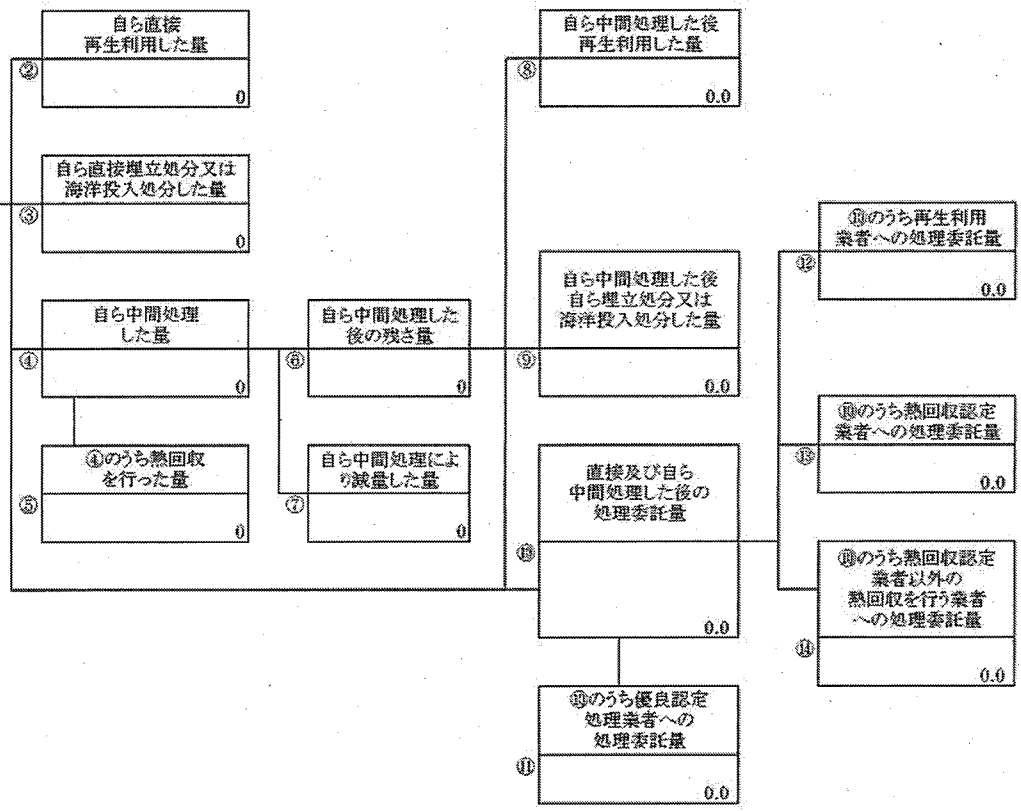 自ら直接
再生利用した量
②
0
自ら直接埋立処分又は
海洋投入処分した量
③
0
自ら中間処理
した量
④
0
④のうち熱回収
を行った量
⑤
0
自ら中間処理した
後の残さ量
⑥
0
自ら中間処理によ
り減量した量
⑦
0
自ら中間処理した後
再生利用した量
⑧
0.0
自ら中間処理した後
自ら埋立処分又は
海洋投入処分した量
⑨
0.0
直接及び自ら
中間処理した後の
処理委託量
⑩
0.0
⑩のうち優良認定
処理業者への
処理委託量
⑪
0.0
⑩のうち再生利用
業者への処理委託量
⑫
0.0
⑩のうち熱回収認定
業者への処理委託量
⑬
0.0
⑩のうち熱回収認定
業者以外の
熱回収を行う業者
への処理委託量
⑭
0.0